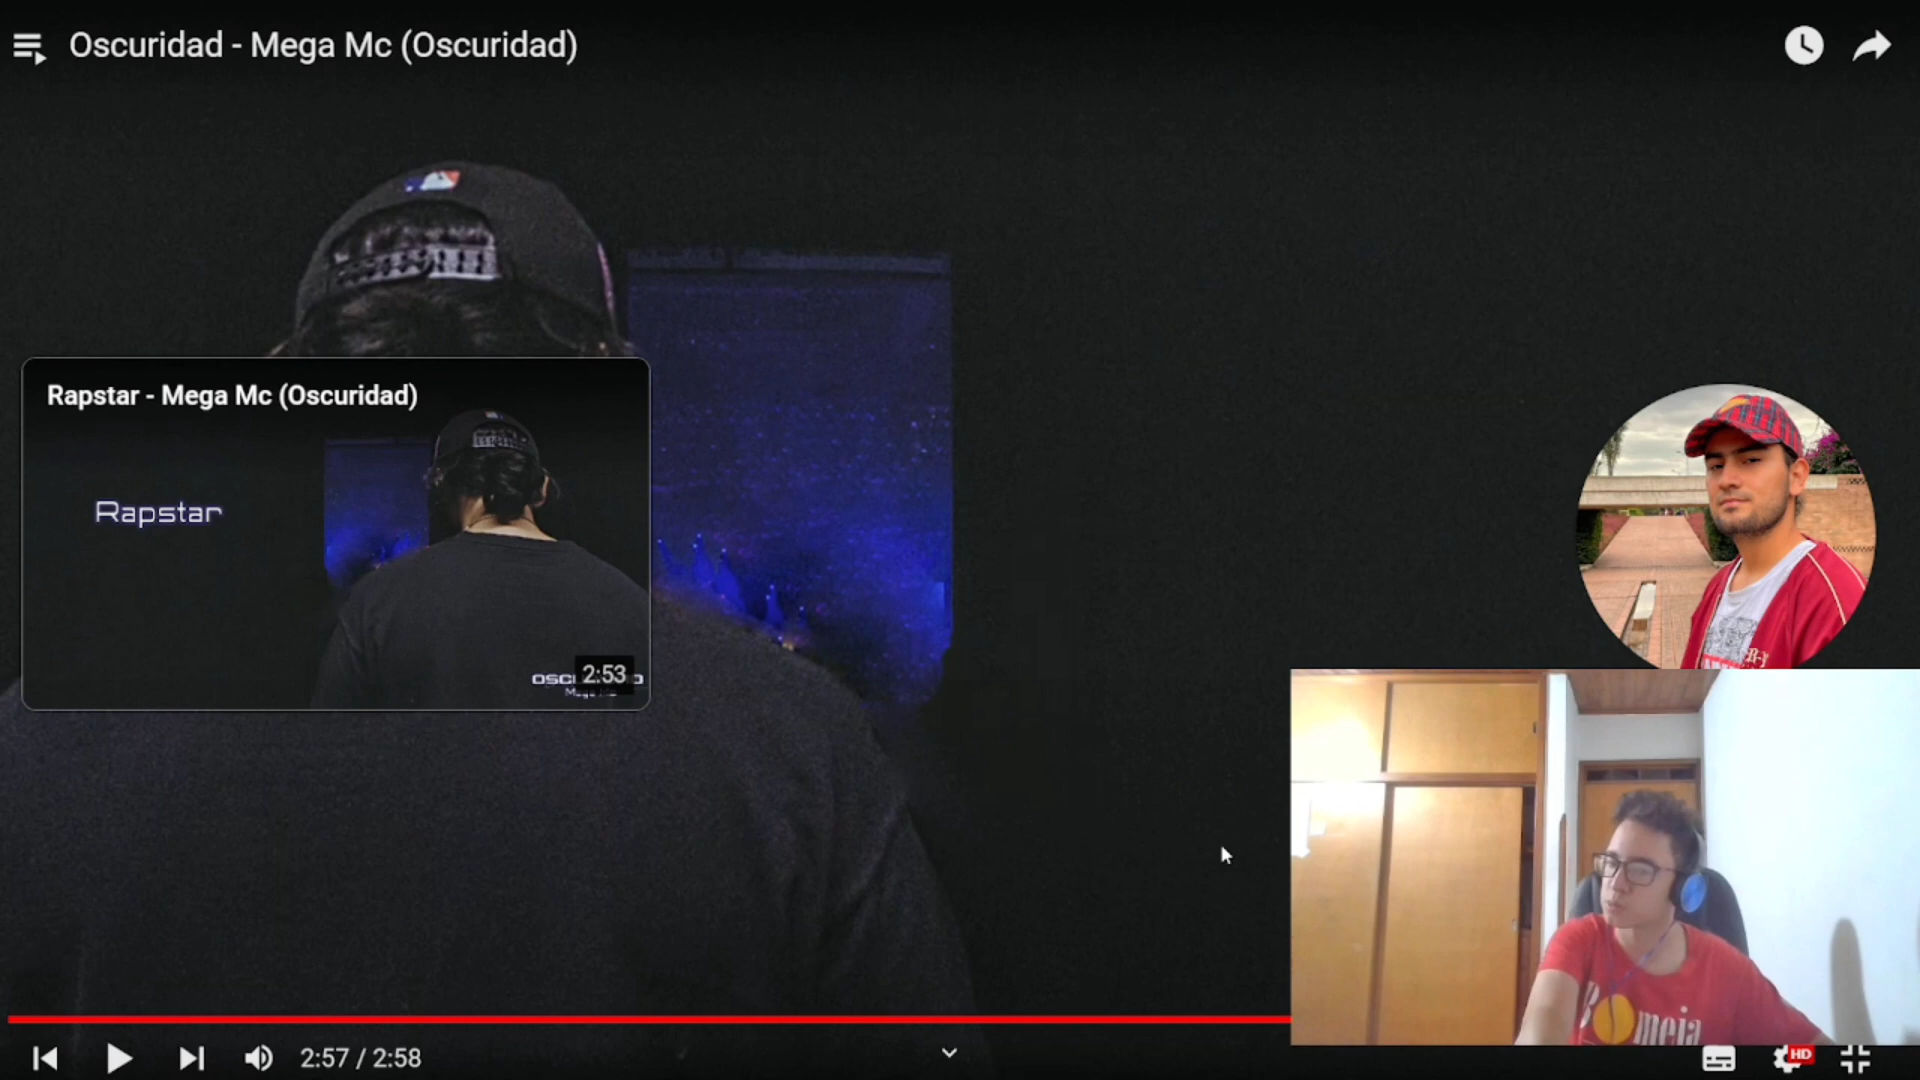 Oscuridad - Mega Mc (Oscuridad)
Rapstar - Mega Mc (Oscuridad)
Rapstar
2:53
2:57 / 2:58
HD